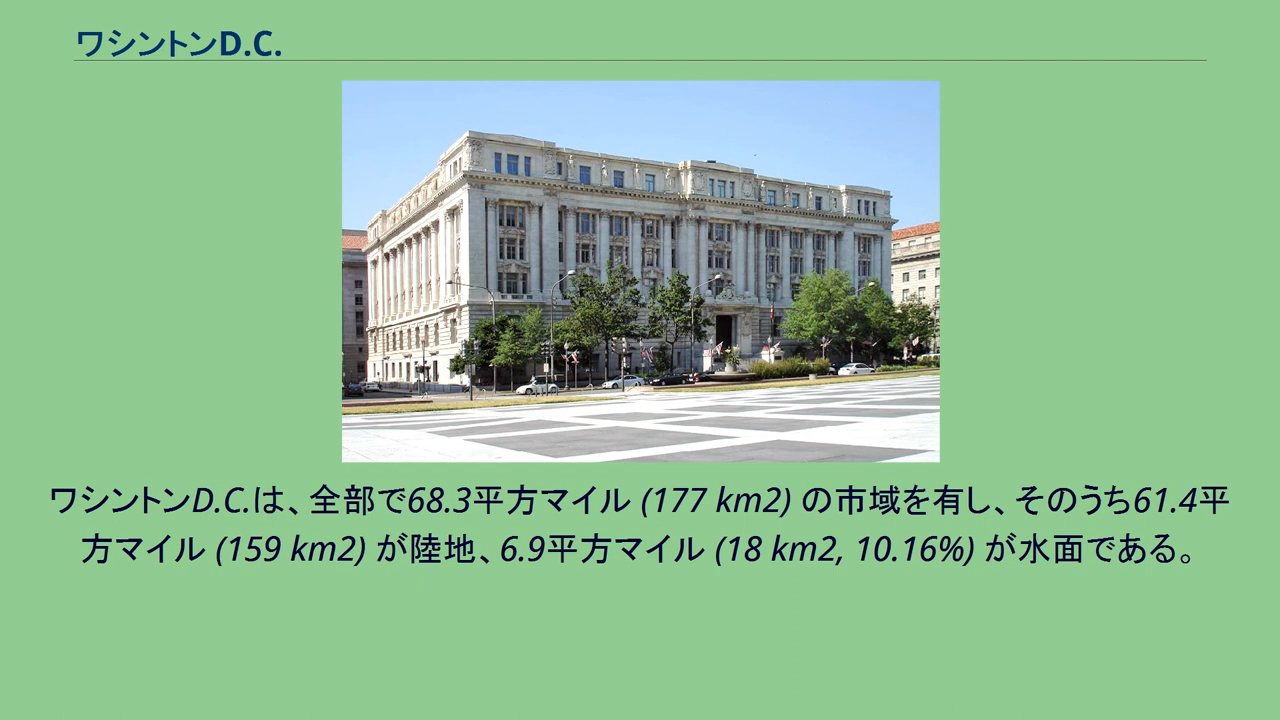 ワシントンD.C.
ワシントンD.C.は、全部で68.3平方マイル (177 km2) の市域を有し、そのうち61.4平
方マイル (159 km2) が陸地、6.9平方マイル (18 km2, 10.16%) が水面である。